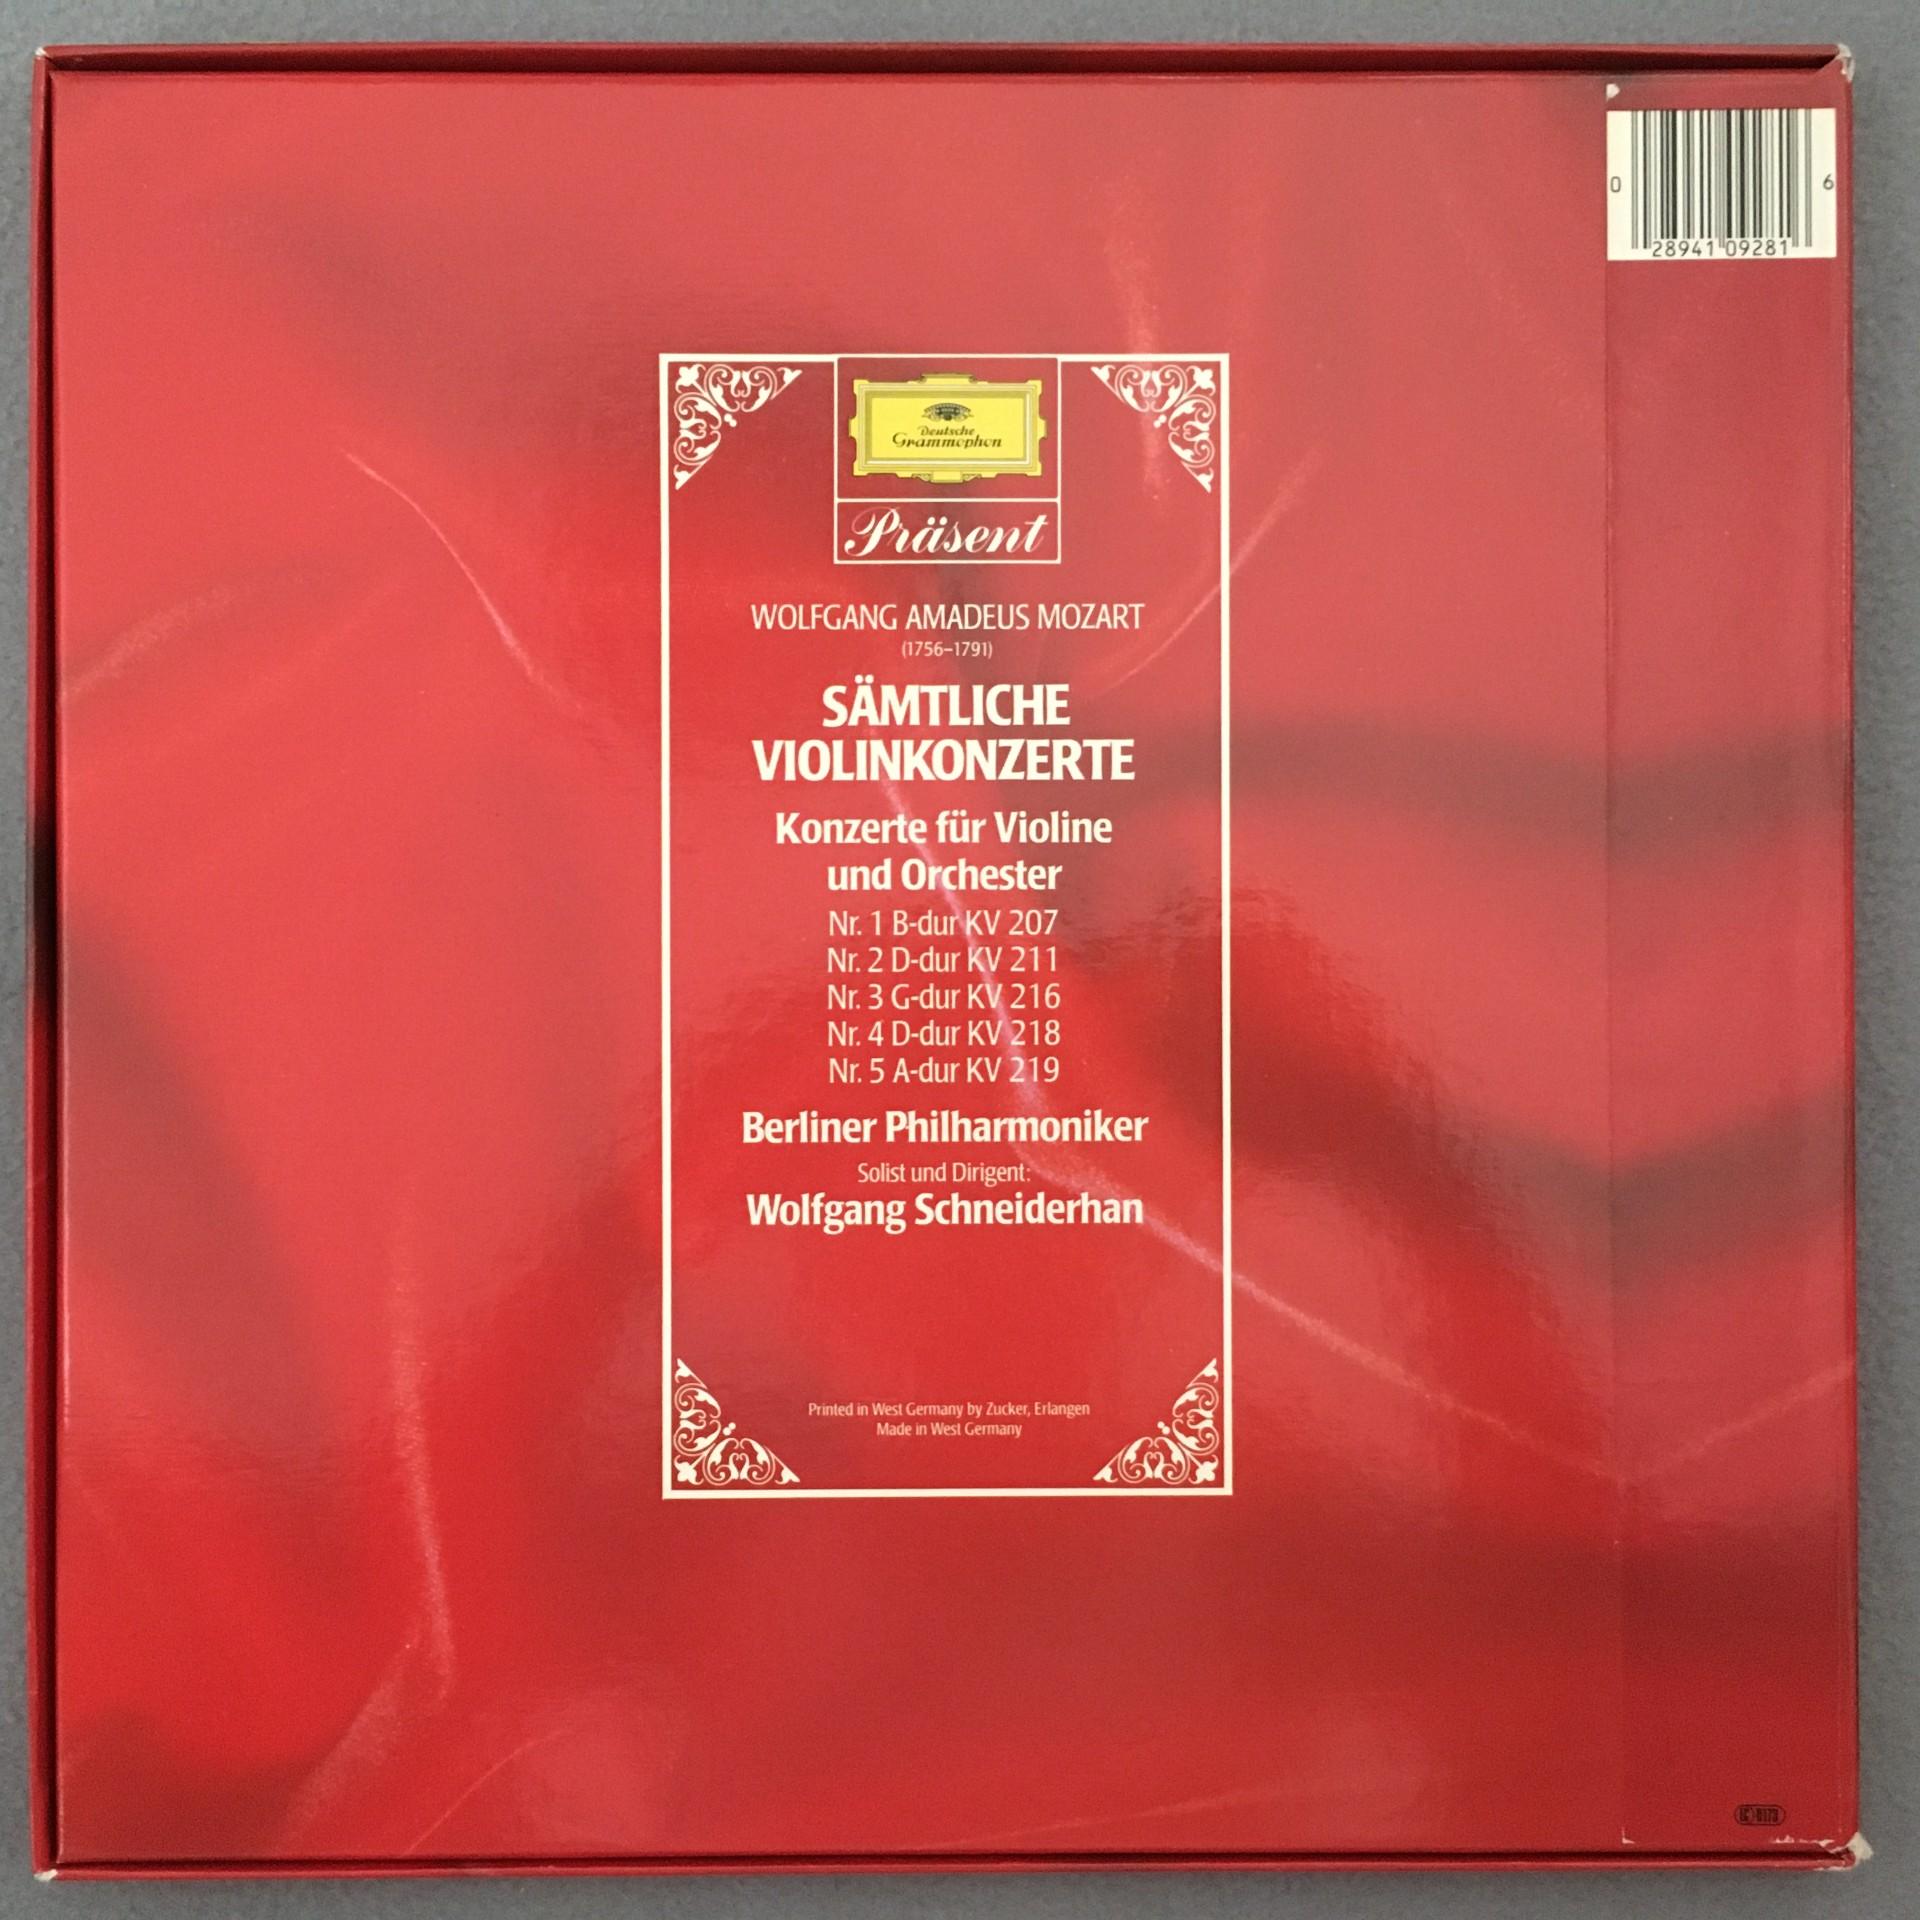 0 28941 09281 6
Deutsche
Grammophon
Präsent
WOLFGANG AMADEUS MOZART
(1756–1791)
SÄMTLICHE
VIOLINKONZERTE
Konzerte für Violine
und Orchester
Nr. 1 B-dur KV 207
Nr. 2 D-dur KV 211
Nr. 3 G-dur KV 216
Nr. 4 D-dur KV 218
Nr. 5 A-dur KV 219
Berliner Philharmoniker
Solist und Dirigent:
Wolfgang Schneiderhan
Printed in West Germany by Zucker, Erlangen
Made in West Germany